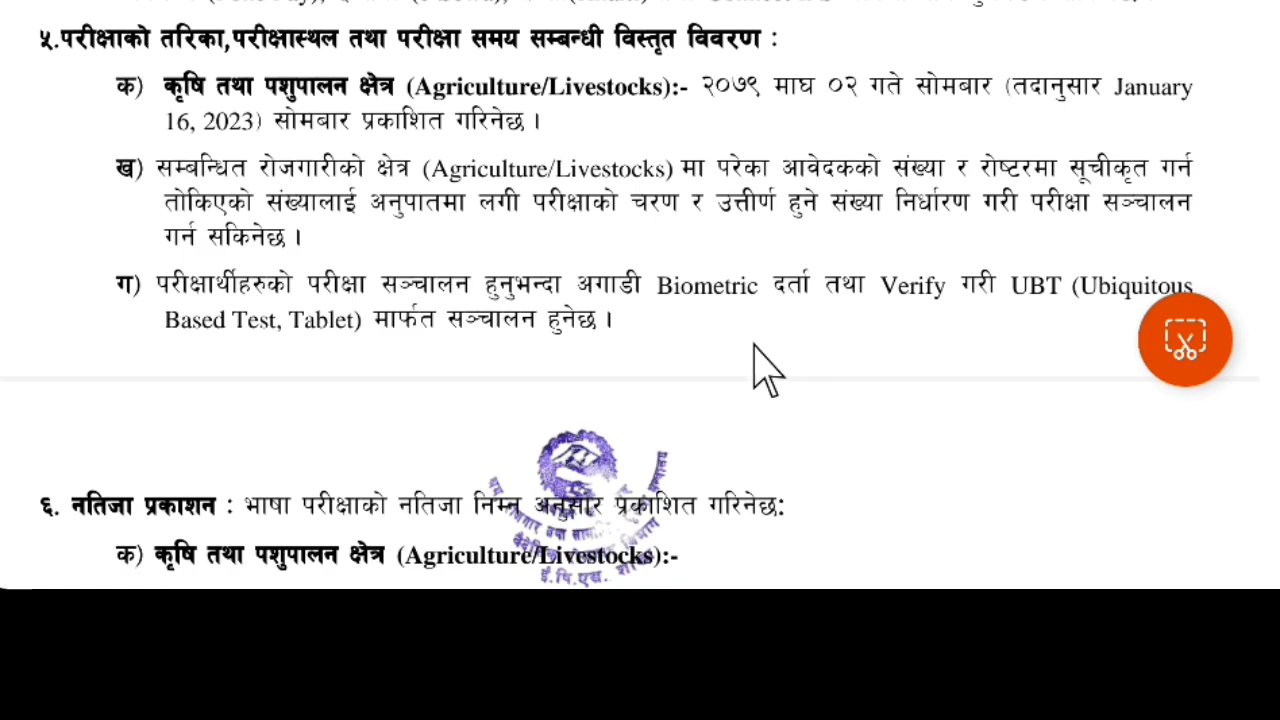 ५.परीक्षाको तरिका,परीक्षास्थल तथा परीक्षा समय सम्बन्धी विस्तृत विवरण :
क) कृषि तथा पशुपालन क्षेत्र (Agriculture/Livestocks):- २०७९ माघ ०२ गते सोमबार (तदानुसार January
16, 2023) सोमबार प्रकाशित गरिनेछ ।
ख) सम्बन्धित रोजगारीको क्षेत्र (Agriculture/Livestocks) मा परेका आवेदकको संख्या र रोष्टरमा सूचीकृत गर्न
तोकिएको संख्यालाई अनुपातमा लगी परीक्षाको चरण र उत्तीर्ण हुने संख्या निर्धारण गरी परीक्षा सञ्चालन
गर्न सकिनेछ ।
ग) परीक्षार्थीहरुको परीक्षा सञ्चालन हुनुभन्दा अगाडी Biometric दर्ता तथा Verify गरी UBT (Ubiquitous
Based Test, Tablet) मार्फत सञ्चालन हुनेछ ।
६. नतिजा प्रकाशन : भाषा परीक्षाको नतिजा निम्न अनुसार प्रकाशित गरिनेछ:
क) कृषि तथा पशुपालन क्षेत्र (Agriculture/Livestocks):-
ई.पि.एस.